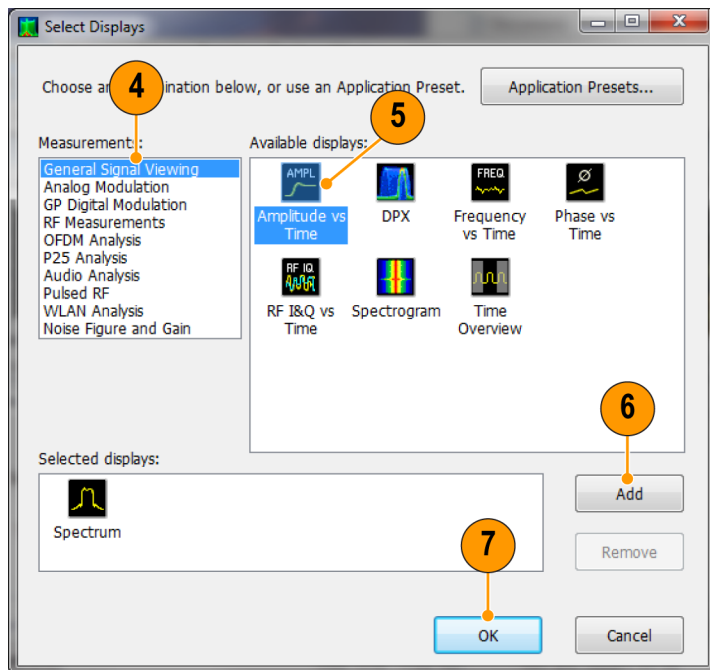 Select Displays
Choose an ination below, or use an Application Preset.
Application Presets...
4
5
Measurements:
Available displays:
General Signal Viewing
Analog Modulation
GP Digital Modulation
RF Measurements
OFDM Analysis
P25 Analysis
Audio Analysis
Pulsed RF
WLAN Analysis
Noise Figure and Gain
AMPL
Amplitude vs
Time
DPX
FREQ
Frequency
vs Time
Ø
Phase vs
Time
RF IQ
RF I&Q vs
Time
Spectrogram
Time
Overview
6
Selected displays:
Spectrum
Add
Remove
7
OK
Cancel